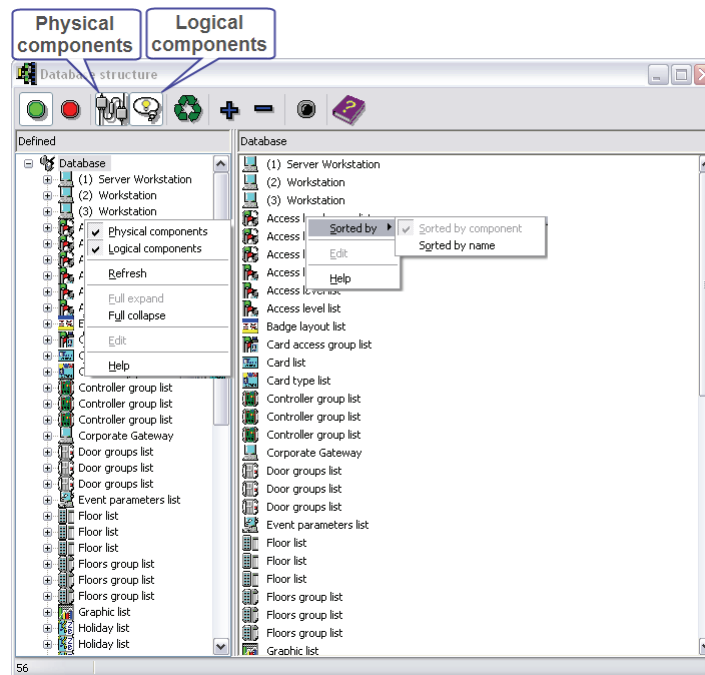 Physical components
Logical components
Database structure
Defined
Database
Database
(1) Server Workstation
(2) Workstation
(3) Workstation
Physical components
Logical components
Refresh
Full expand
Full collapse
Edit
Help
Controller group list
Controller group list
Controller group list
Corporate Gateway
Door groups list
Door groups list
Door groups list
Event parameters list
Floor list
Floor list
Floor list
Floors group list
Floors group list
Floors group list
Graphic list
Holiday list
Holiday list
(1) Server Workstation
(2) Workstation
(3) Workstation
Sorted by
Edit
Help
Sorted by component
Sorted by name
Access level list
Access level list
Badge layout list
Card access group list
Card list
Card type list
Controller group list
Controller group list
Controller group list
Corporate Gateway
Door groups list
Door groups list
Door groups list
Event parameters list
Floor list
Floor list
Floor list
Floors group list
Floors group list
Floors group list
Graphic list
56